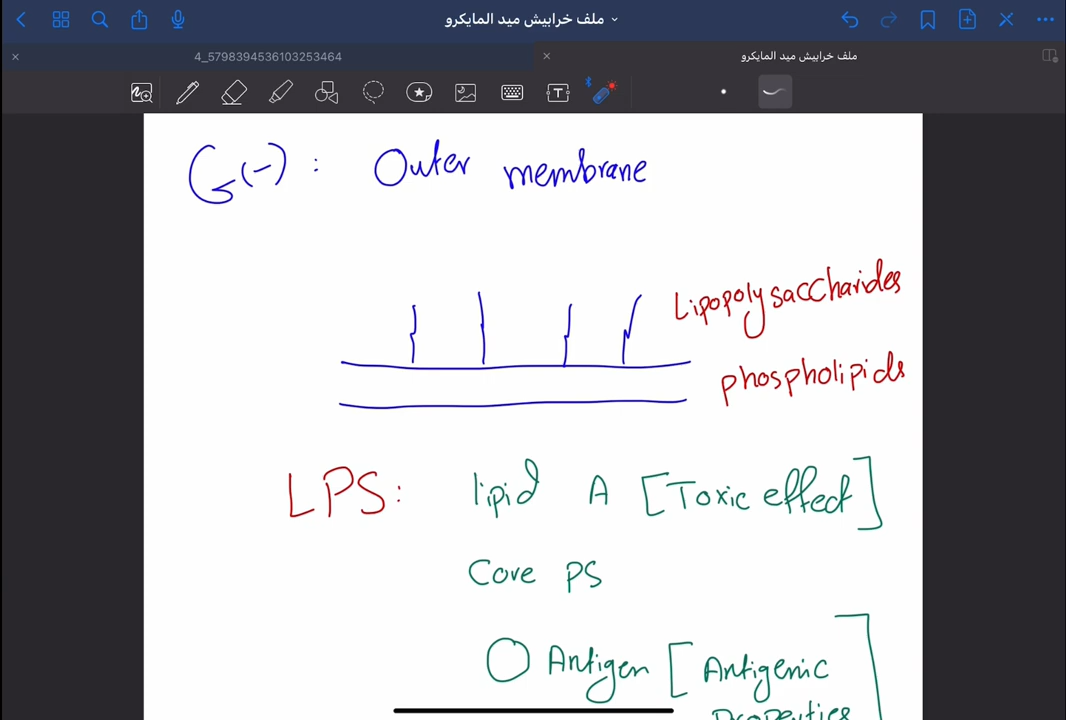 ملف خرابيش ميد المايكرو
4_5798394536103253464
ملف خرابيش ميد المايكرو
G(-) : Outer membrane
Lipopolysaccharides
phospholipids
LPS: lipid A [Toxic effect]
Core PS
O Antigen [Antigenic
properties